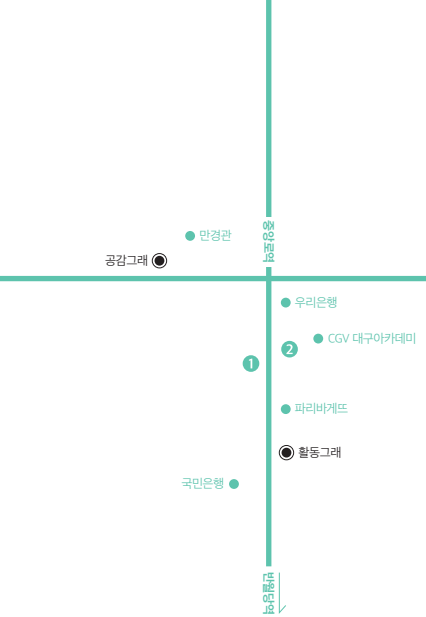 만경관
중앙로역
공감그래
우리은행
CGV 대구아카데미
2
1
파리바게뜨
활동그래
국민은행
반월당역